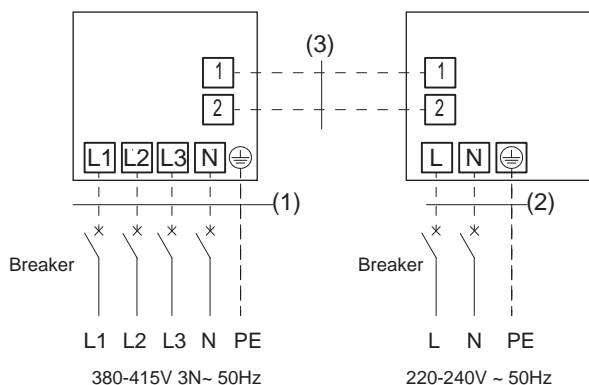 (3)
1 1
2 2
L1 L2 L3 N L N
(1) (2)
Breaker Breaker
L1 L2 L3 N PE L N PE
380-415V 3N~ 50Hz 220-240V ~ 50Hz